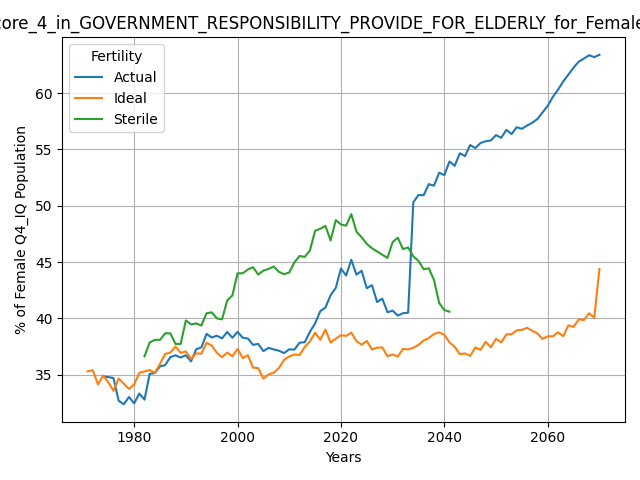 core_4_in_GOVERNMENT_RESPONSIBILITY_PROVIDE_FOR_ELDERLY_for_Female
Fertility
Actual
Ideal
Sterile
% of Female Q4_IQ Population
60
55
50
45
40
35
1980
2000
2020
2040
2060
Years